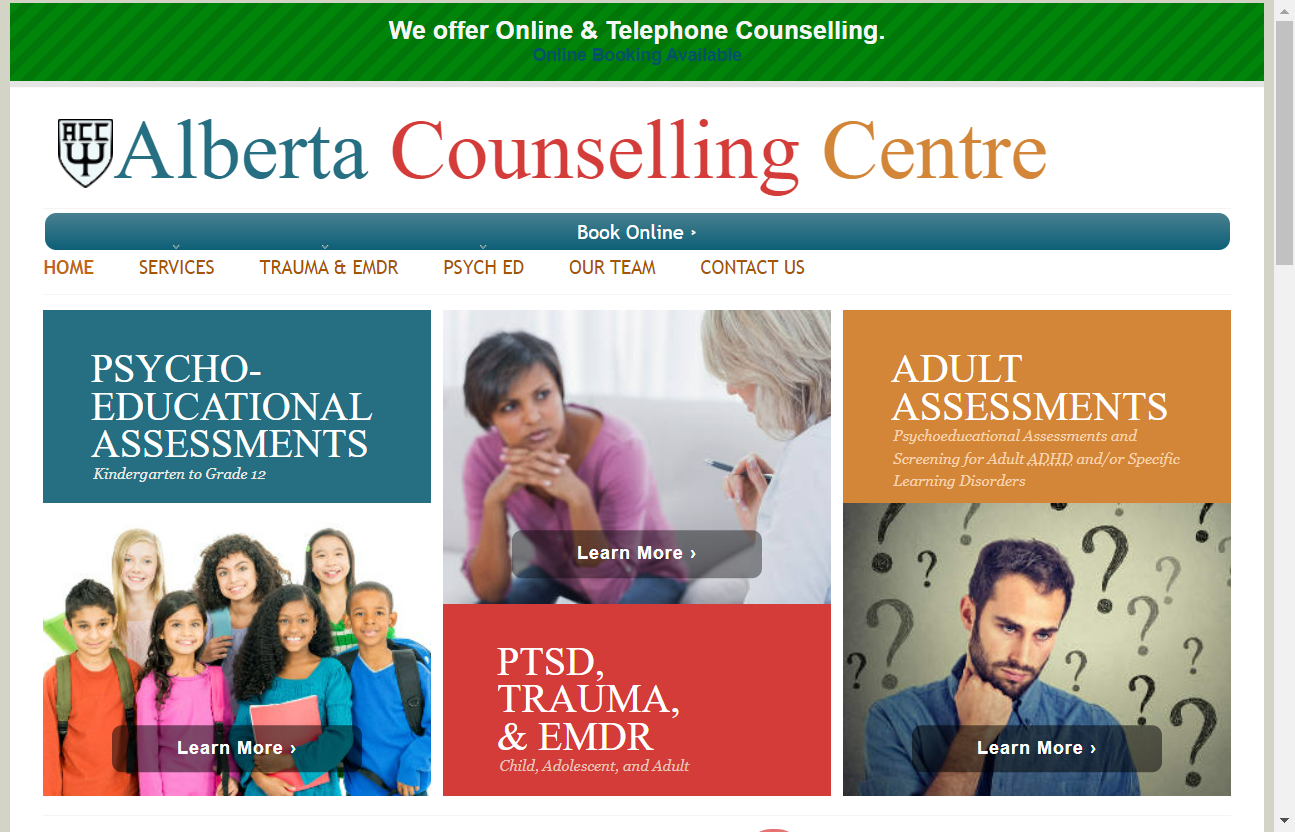 We offer Online & Telephone Counselling.
Online Booking Available
ACC
Alberta Counselling Centre
Book Online ›
HOME SERVICES TRAUMA & EMDR PSYCH ED OUR TEAM CONTACT US
PSYCHO-
EDUCATIONAL
ASSESSMENTS
Kindergarten to Grade 12
Learn More ›
Learn More ›
PTSD,
TRAUMA,
& EMDR
Child, Adolescent, and Adult
ADULT
ASSESSMENTS
Psychoeducational Assessments and
Screening for Adult ADHD and/or Specific
Learning Disorders
Learn More ›